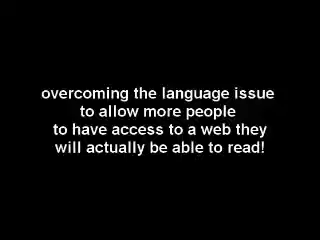 overcoming the language issue
to allow more people
to have access to a web they
will actually be able to read!